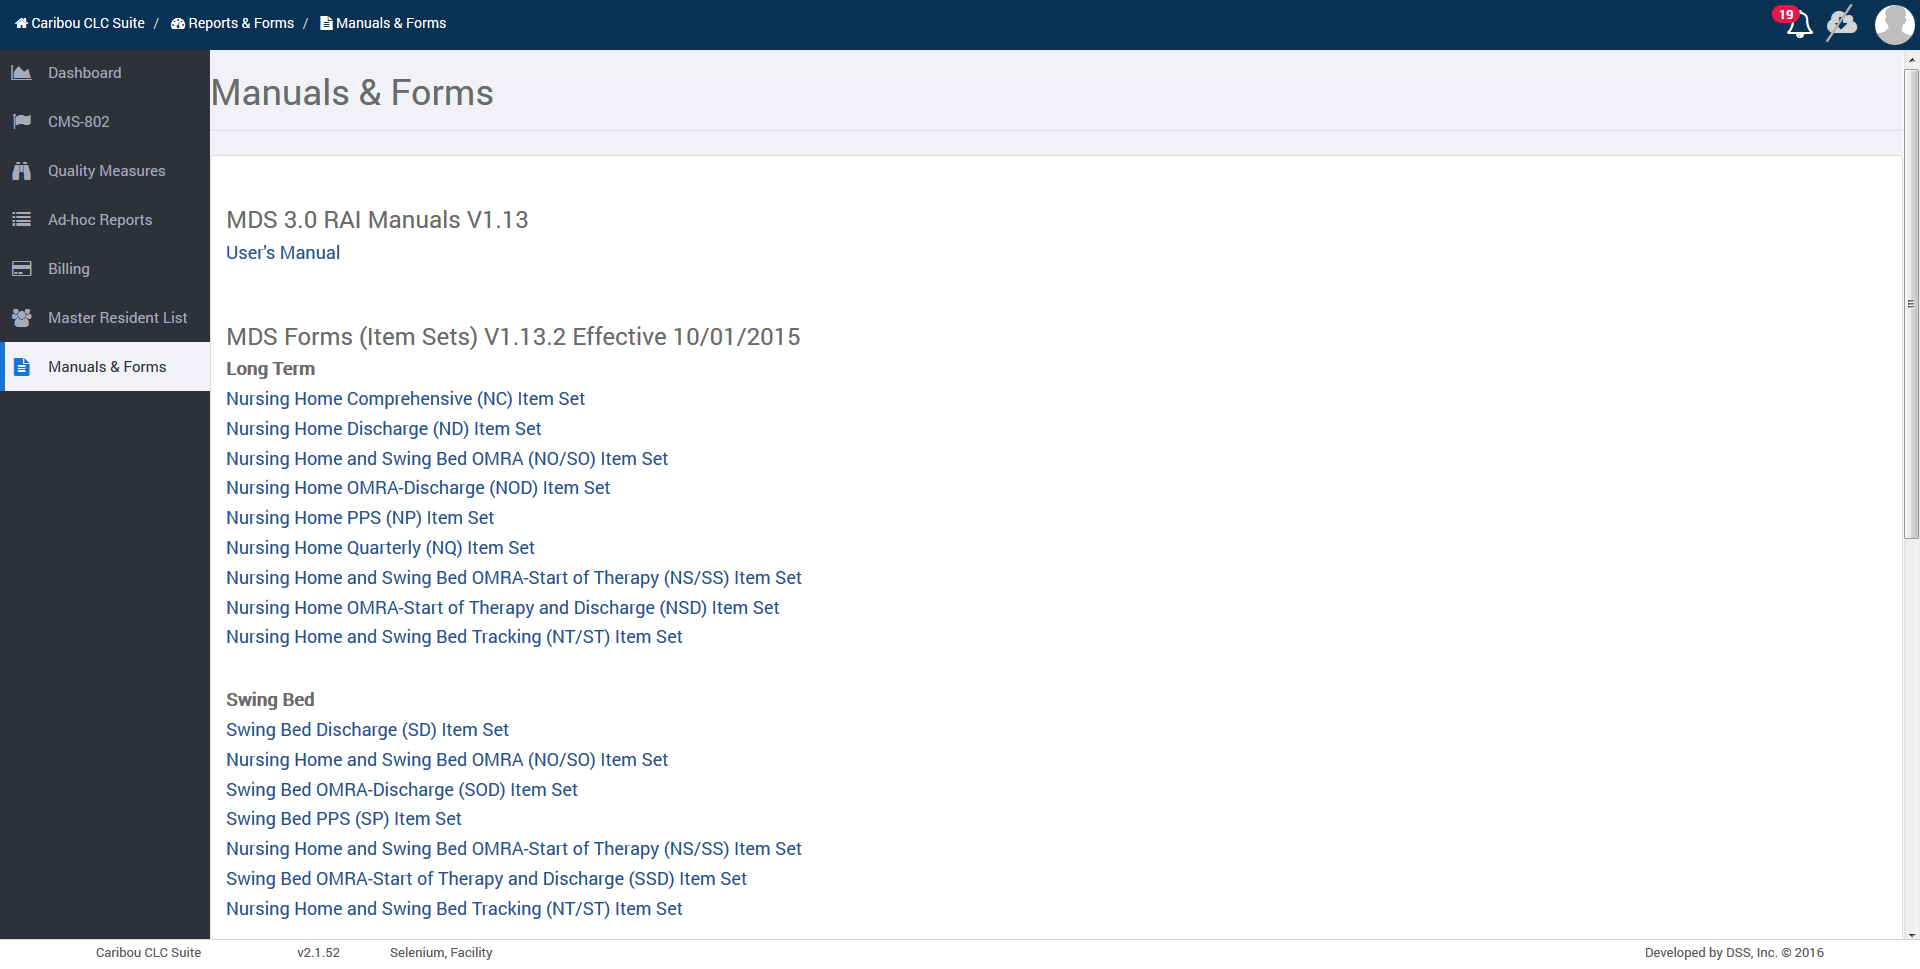 Caribou CLC Suite / Reports & Forms / Manuals & Forms
19
Dashboard
CMS-802
Quality Measures
Ad-hoc Reports
Billing
Master Resident List
Manuals & Forms
Manuals & Forms
MDS 3.0 RAI Manuals V1.13
User's Manual
MDS Forms (Item Sets) V1.13.2 Effective 10/01/2015
Long Term
Nursing Home Comprehensive (NC) Item Set
Nursing Home Discharge (ND) Item Set
Nursing Home and Swing Bed OMRA (NO/SO) Item Set
Nursing Home OMRA-Discharge (NOD) Item Set
Nursing Home PPS (NP) Item Set
Nursing Home Quarterly (NQ) Item Set
Nursing Home and Swing Bed OMRA-Start of Therapy (NS/SS) Item Set
Nursing Home OMRA-Start of Therapy and Discharge (NSD) Item Set
Nursing Home and Swing Bed Tracking (NT/ST) Item Set
Swing Bed
Swing Bed Discharge (SD) Item Set
Nursing Home and Swing Bed OMRA (NO/SO) Item Set
Swing Bed OMRA-Discharge (SOD) Item Set
Swing Bed PPS (SP) Item Set
Nursing Home and Swing Bed OMRA-Start of Therapy (NS/SS) Item Set
Swing Bed OMRA-Start of Therapy and Discharge (SSD) Item Set
Nursing Home and Swing Bed Tracking (NT/ST) Item Set
Caribou CLC Suite v2.1.52 Selenium, Facility Developed by DSS, Inc. © 2016